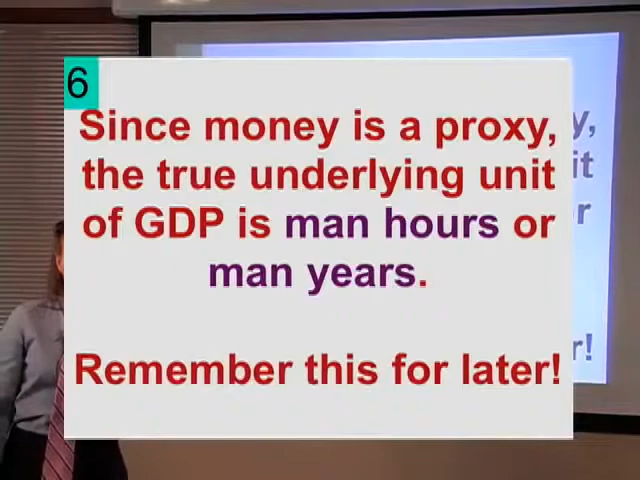 6
Since money is a proxy,
the true underlying unit
of GDP is man hours or
man years.
Remember this for later!
y,
it
r
r!